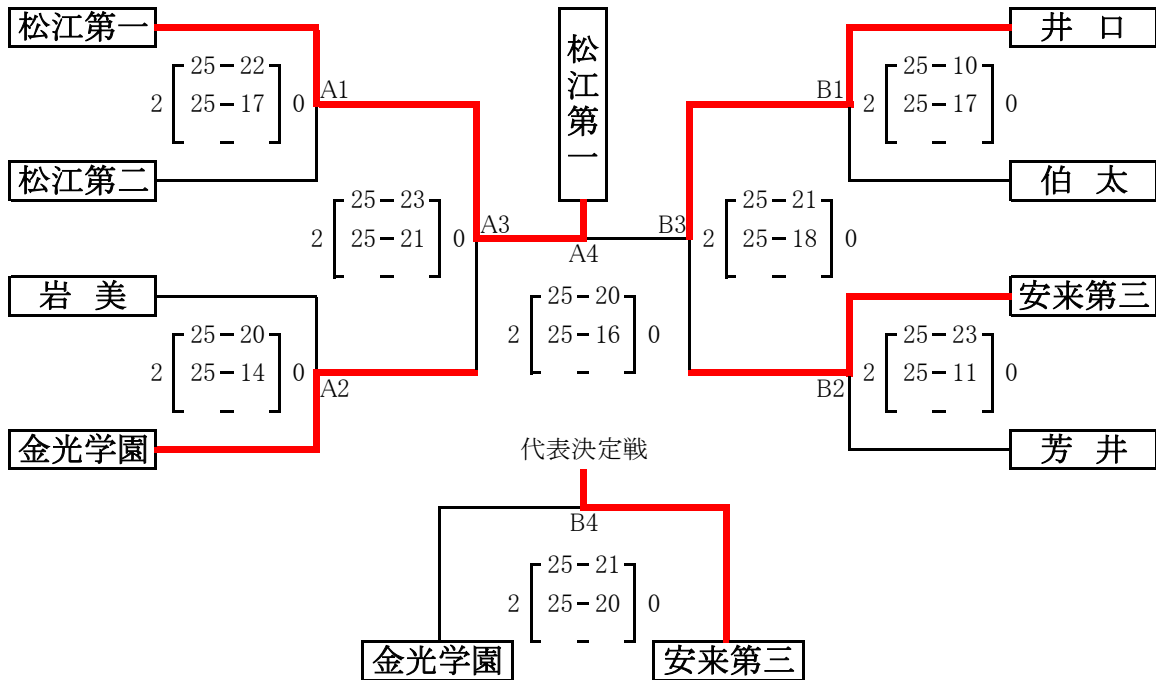 松江第一
25－22
2 25－17 0
－
A1
松江第二
岩 美
25－20
2 25－14 0
－
A2
金光学園
25－23
2 25－21 0
－
A3
松江第一
A4
25－20
2 25－16 0
－
井 口
B1
25－10
2 25－17 0
－
伯 太
B3
25－21
2 25－18 0
－
安来第三
25－23
2 25－11 0
－
B2
芳 井
代表決定戦
B4
25－21
2 25－20 0
－
金光学園
安来第三